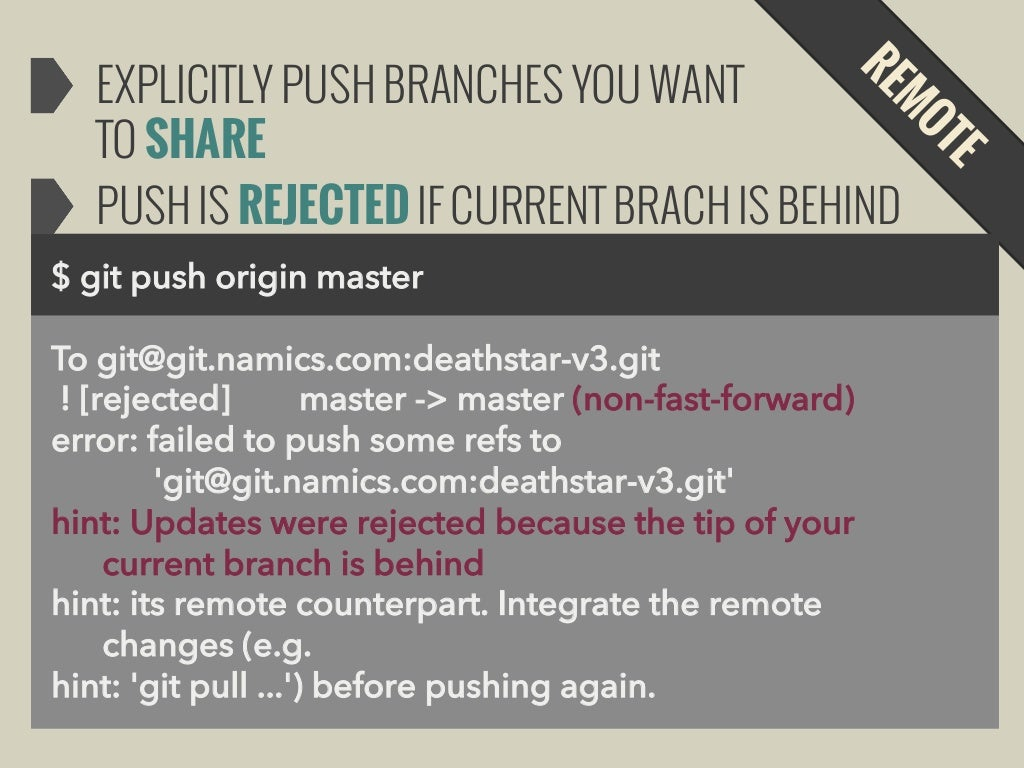 REMOTE
EXPLICITLY PUSH BRANCHES YOU WANT
TO SHARE
PUSH IS REJECTED IF CURRENT BRACH IS BEHIND
$ git push origin master
To git@git.namics.com:deathstar-v3.git
! [rejected] master -> master (non-fast-forward)
error: failed to push some refs to
'git@git.namics.com:deathstar-v3.git'
hint: Updates were rejected because the tip of your
current branch is behind
hint: its remote counterpart. Integrate the remote
changes (e.g.
hint: 'git pull ...') before pushing again.